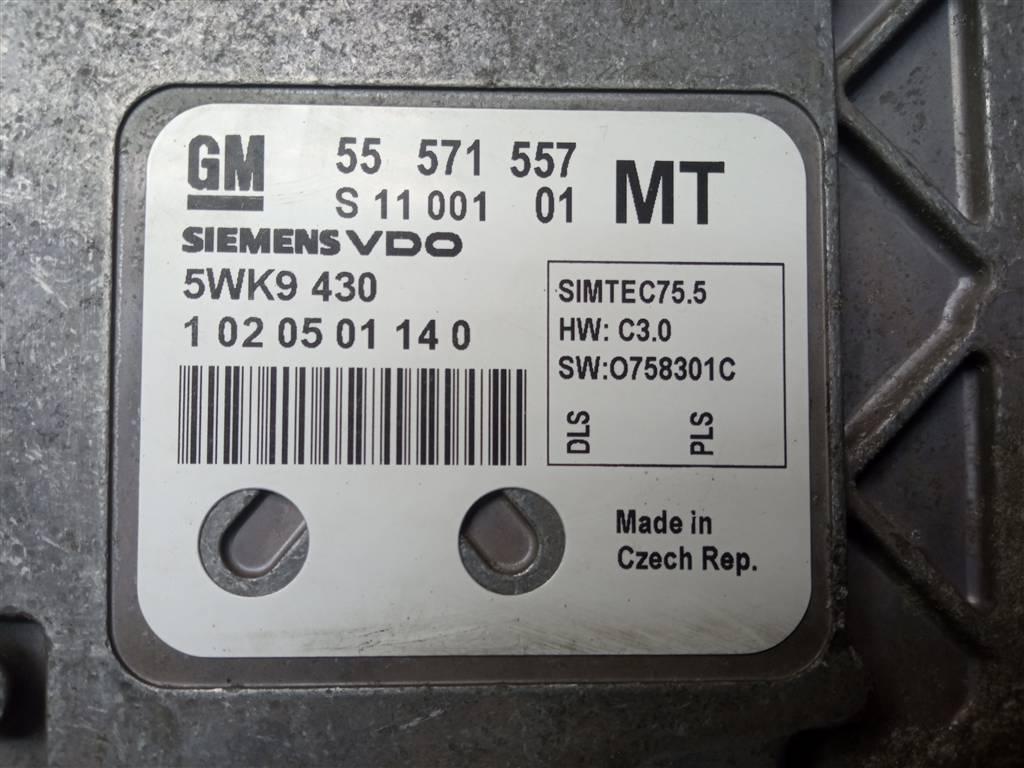 GM 55 571 557 MT
S 11 001 01
SIEMENS VDO
5WK9 430
1 02 05 01 14 0
SIMTEC75.5
HW: C3.0
SW:O758301C
DLS PLS
Made in
Czech Rep.